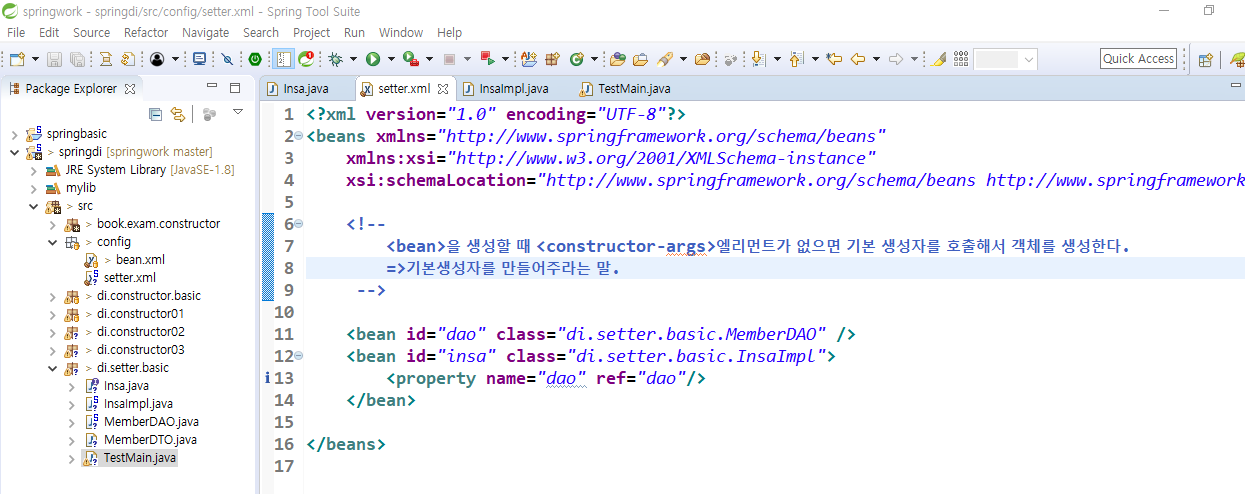 springwork - springdi/src/config/setter.xml - Spring Tool Suite
File Edit Source Refactor Navigate Search Project Run Window Help
Quick Access
Package Explorer
Insa.java setter.xml InsaImpl.java TestMain.java
springbasic
> springdi [springwork master]
JRE System Library [JavaSE-1.8]
> mylib
> src
> book.exam.constructor
> config
> bean.xml
setter.xml
> di.constructor.basic
> di.constructor01
> di.constructor02
> di.constructor03
> di.setter.basic
Insa.java
InsaImpl.java
MemberDAO.java
MemberDTO.java
TestMain.java
1 <?xml version="1.0" encoding="UTF-8"?>
2 <beans xmlns="http://www.springframework.org/schema/beans"
3 xmlns:xsi="http://www.w3.org/2001/XMLSchema-instance"
4 xsi:schemaLocation="http://www.springframework.org/schema/beans http://www.springframework
5
6 <!--
7 <bean>을 생성할 때 <constructor-args>엘리먼트가 없으면 기본 생성자를 호출해서 객체를 생성한다.
8 =>기본생성자를 만들어주라는 말.
9 -->
10
11 <bean id="dao" class="di.setter.basic.MemberDAO" />
12 <bean id="insa" class="di.setter.basic.InsaImpl">
13 <property name="dao" ref="dao"/>
14 </bean>
15
16 </beans>
17